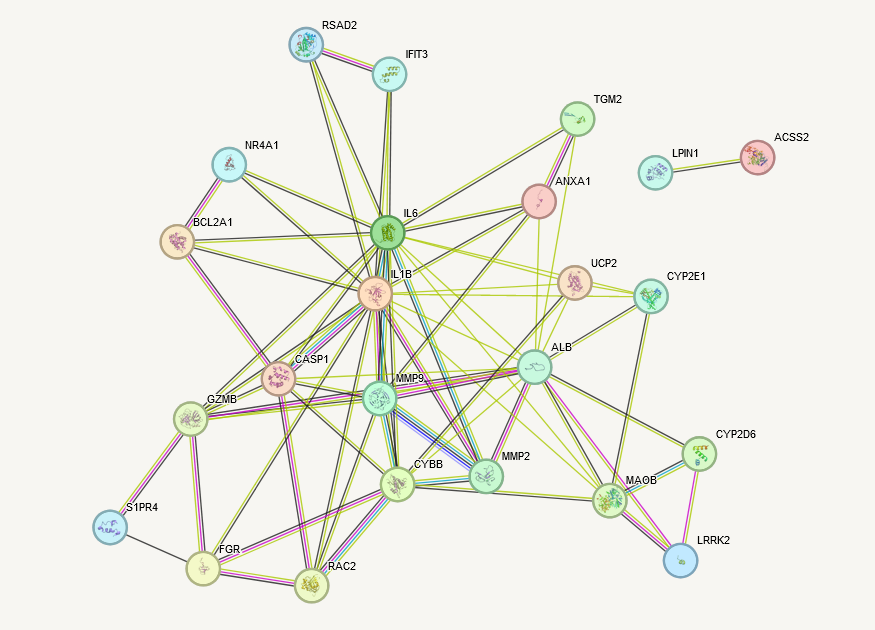 RSAD2
IFIT3
TGM2
ACSS2
NR4A1
LPIN1
ANXA1
IL6
BCL2A1
UCP2
IL1B
CYP2E1
ALB
CASP1
MMP9
GZMB
CYP2D6
MMP2
CYBB
MAOB
S1PR4
LRRK2
FGR
RAC2